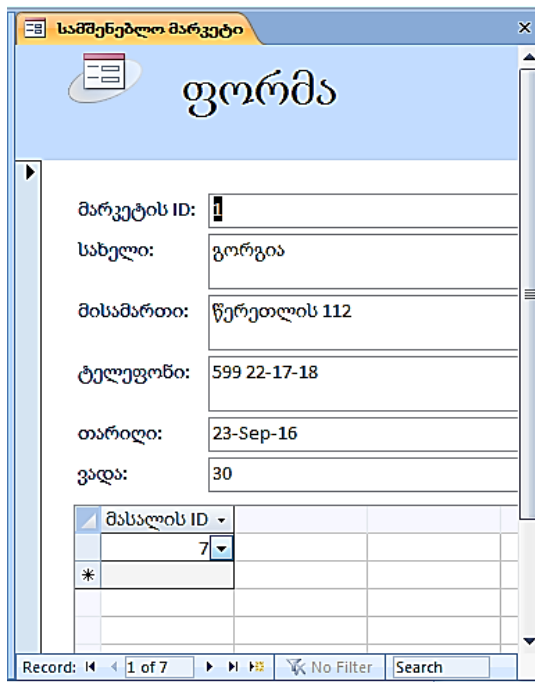 სამშენებლო მარკეტი
ფორმა
მარკეტის ID: 1
სახელი: გორგია
მისამართი: წერეთლის 112
ტელეფონი: 599 22-17-18
თარიღი: 23-Sep-16
ვადა: 30
მასალის ID
7
Record: 1 of 7 No Filter Search